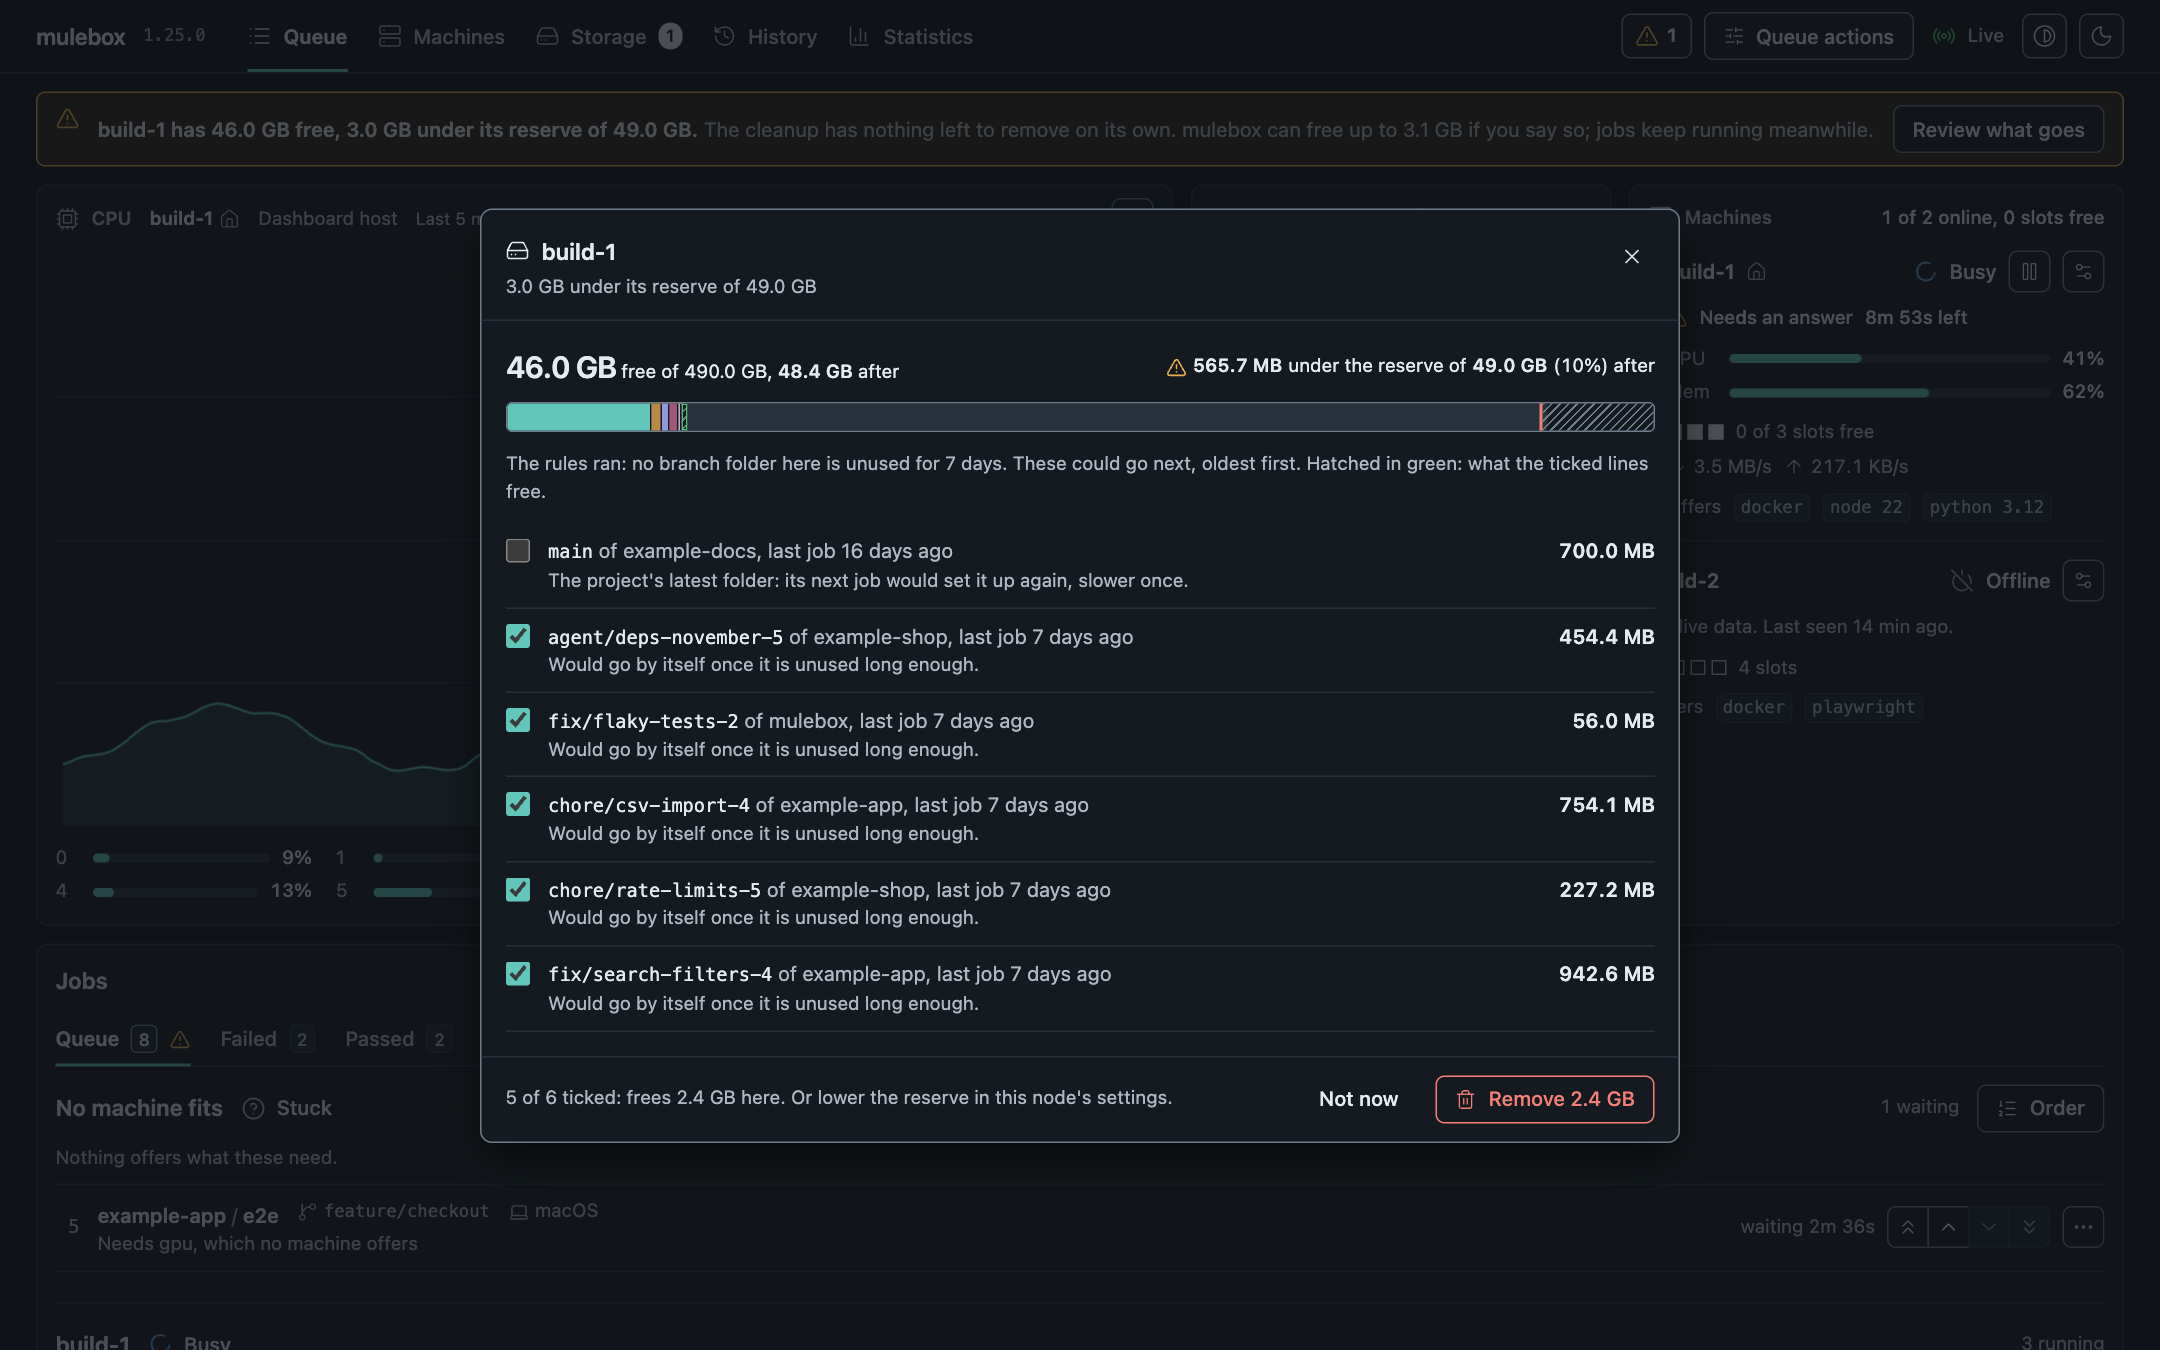 mulebox 1.25.0 Queue Machines Storage 1 History Statistics 1 Queue actions Live
build-1 has 46.0 GB free, 3.0 GB under its reserve of 49.0 GB. The cleanup has nothing left to remove on its own. mulebox can free up to 3.1 GB if you say so; jobs keep running meanwhile. Review what goes
CPU build-1 Dashboard host Last 5 m
Machines 1 of 2 online, 0 slots free
build-1
3.0 GB under its reserve of 49.0 GB
uild-1 Busy
Needs an answer 8m 53s left
46.0 GB free of 490.0 GB, 48.4 GB after
565.7 MB under the reserve of 49.0 GB (10%) after
PU 41%
em 62%
0 of 3 slots free
3.5 MB/s 217.1 KB/s
ffers docker node 22 python 3.12
The rules ran: no branch folder here is unused for 7 days. These could go next, oldest first. Hatched in green: what the ticked lines
free.
main of example-docs, last job 16 days ago 700.0 MB
The project's latest folder: its next job would set it up again, slower once.
ld-2 Offline
live data. Last seen 14 min ago.
4 slots
ers docker playwright
agent/deps-november-5 of example-shop, last job 7 days ago 454.4 MB
Would go by itself once it is unused long enough.
fix/flaky-tests-2 of mulebox, last job 7 days ago 56.0 MB
Would go by itself once it is unused long enough.
chore/csv-import-4 of example-app, last job 7 days ago 754.1 MB
Would go by itself once it is unused long enough.
chore/rate-limits-5 of example-shop, last job 7 days ago 227.2 MB
Would go by itself once it is unused long enough.
fix/search-filters-4 of example-app, last job 7 days ago 942.6 MB
Would go by itself once it is unused long enough.
5 of 6 ticked: frees 2.4 GB here. Or lower the reserve in this node's settings. Not now Remove 2.4 GB
0 9% 1
4 13% 5
Jobs
Queue 8 Failed 2 Passed 2
No machine fits Stuck 1 waiting Order
Nothing offers what these need.
5 example-app / e2e feature/checkout macOS waiting 2m 36s
Needs gpu, which no machine offers
build-1 Busy 3 running